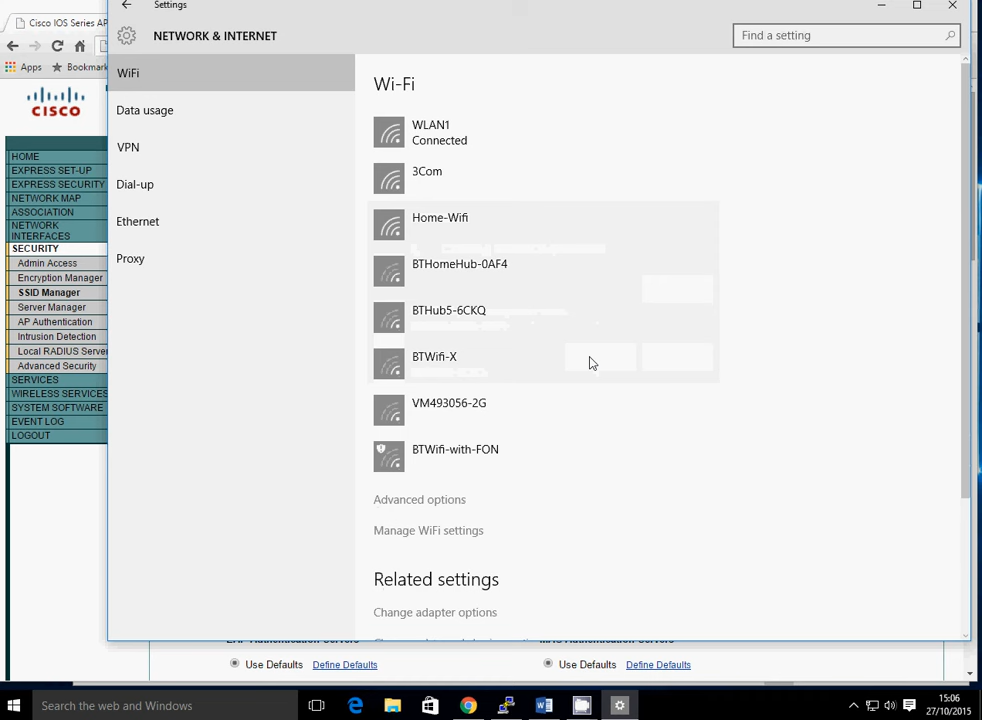 Settings
Cisco IOS Series AP
NETWORK & INTERNET
Find a setting
Apps
Bookmark
CISCO
HOME
EXPRESS SET-UP
EXPRESS SECURITY
NETWORK MAP
ASSOCIATION
NETWORK
INTERFACES
SECURITY
Admin Access
Encryption Manager
SSID Manager
Server Manager
AP Authentication
Intrusion Detection
Local RADIUS Server
Advanced Security
SERVICES
WIRELESS SERVICES
SYSTEM SOFTWARE
EVENT LOG
LOGOUT
WiFi
Data usage
VPN
Dial-up
Ethernet
Proxy
Wi-Fi
WLAN1
Connected
3Com
Home-Wifi
BTHomeHub-0AF4
BTHub5-6CKQ
BTWifi-X
VM493056-2G
BTWifi-with-FON
Advanced options
Manage WiFi settings
Related settings
Change adapter options
Use Defaults Define Defaults
Use Defaults Define Defaults
Search the web and Windows
15:06
27/10/2015